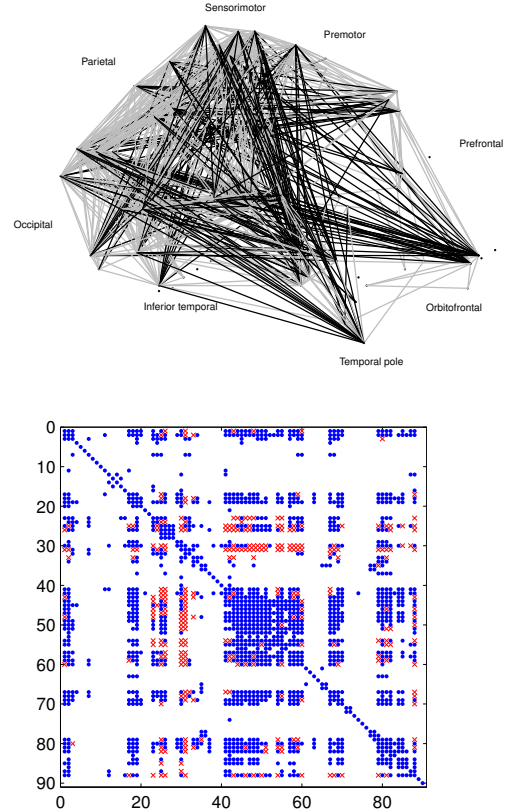 Sensorimotor
Premotor
Parietal
Prefrontal
Occipital
Inferior temporal
Orbitofrontal
Temporal pole
0
10
20
30
40
50
60
70
80
90
0 20 40 60 80